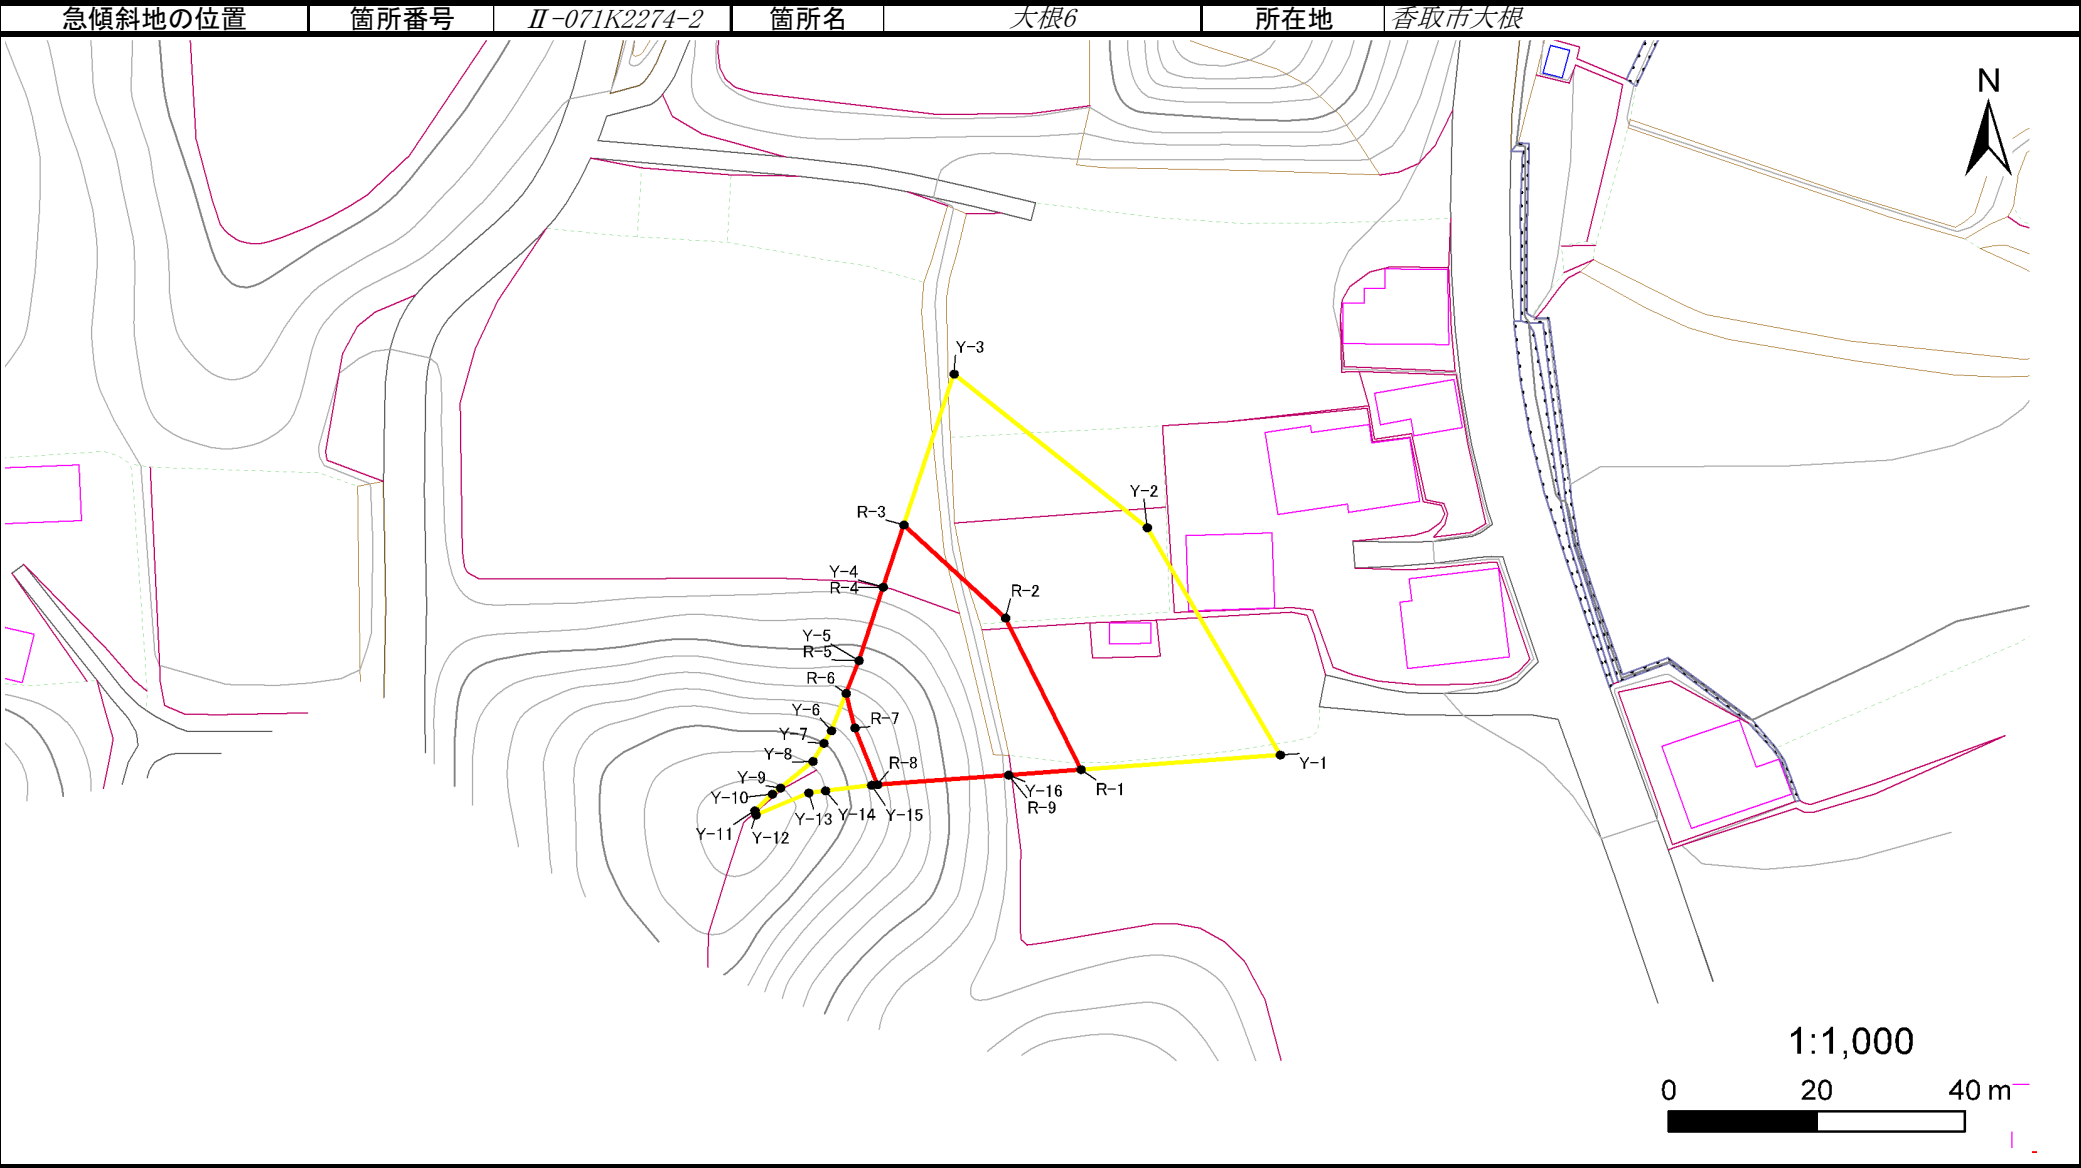 急傾斜地の位置 箇所番号 Ⅱ-071K2274-2 箇所名 大根6 所在地 香取市大根
N
Y-3
Y-2
R-3
Y-4
R-4
R-2
Y-5
R-5
R-6
Y-6
R-7
Y-7
Y-8
R-8
Y-1
Y-9
Y-16
R-1
Y-10
R-9
Y-11
Y-12
Y-13
Y-14
Y-15
1:1,000
0 20 40 m